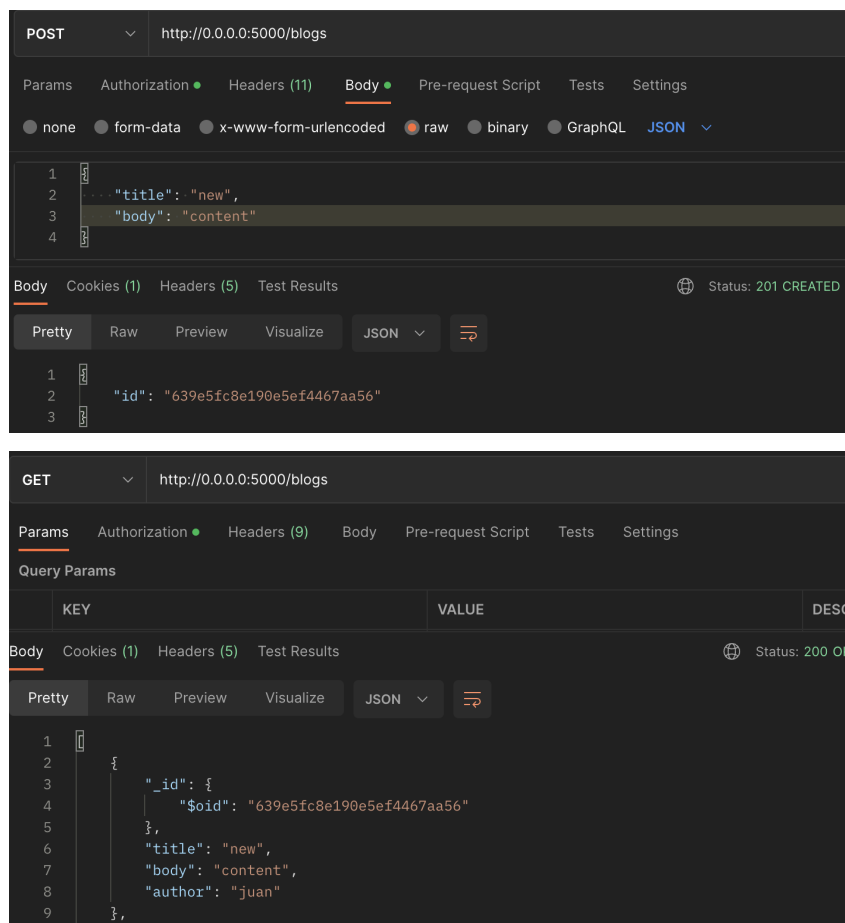 POST http://0.0.0.0:5000/blogs
Params Authorization Headers (11) Body Pre-request Script Tests Settings
none form-data x-www-form-urlencoded raw binary GraphQL JSON
1 {
2 "title": "new",
3 "body": "content"
4 }
Body Cookies (1) Headers (5) Test Results Status: 201 CREATED
Pretty Raw Preview Visualize JSON
1 {
2 "id": "639e5fc8e190e5ef4467aa56"
3 }
GET http://0.0.0.0:5000/blogs
Params Authorization Headers (9) Body Pre-request Script Tests Settings
Query Params
KEY VALUE DESC
Body Cookies (1) Headers (5) Test Results Status: 200 O
Pretty Raw Preview Visualize JSON
1 [
2 {
3 "_id": {
4 "$oid": "639e5fc8e190e5ef4467aa56"
5 },
6 "title": "new",
7 "body": "content",
8 "author": "juan"
9 },